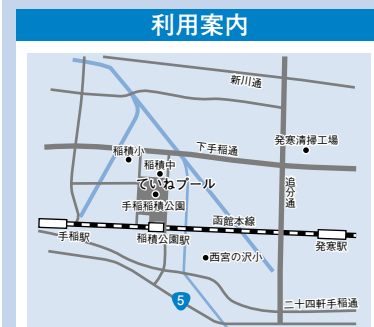 利用案内
新川通
下手稲通
発寒清掃工場
稲積小
稲積中
ていねプール
手稲稲積公園
追分通
函館本線
手稲駅
稲積公園駅
発寒駅
西宮の沢小
5
二十四軒手稲通